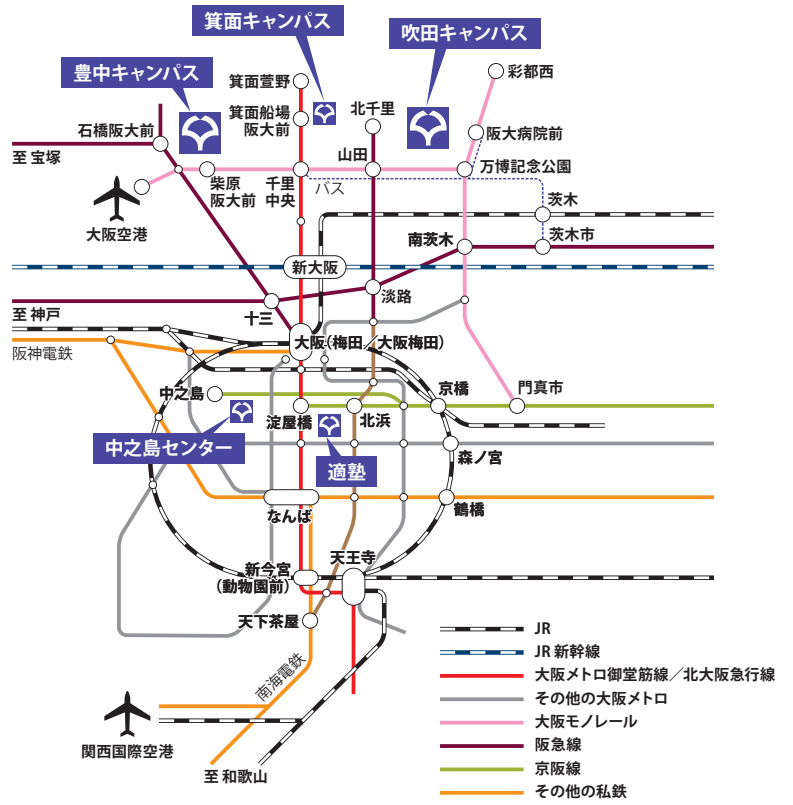 箕面キャンパス
吹田キャンパス
豊中キャンパス
箕面萱野
彩都西
箕面船場
阪大前
北千里
石橋阪大前
阪大病院前
至 宝塚
山田
万博記念公園
柴原
阪大前
千里
中央
バス
茨木
大阪空港
南茨木
茨木市
新大阪
淡路
至 神戸
十三
阪神電鉄
大阪(梅田／大阪梅田)
中之島
京橋
門真市
淀屋橋
北浜
中之島センター
適塾
森ノ宮
なんば
鶴橋
天王寺
新今宮
(動物園前)
天下茶屋
南海電鉄
関西国際空港
至 和歌山
JR
JR 新幹線
大阪メトロ御堂筋線／北大阪急行線
その他の大阪メトロ
大阪モノレール
阪急線
京阪線
その他の私鉄